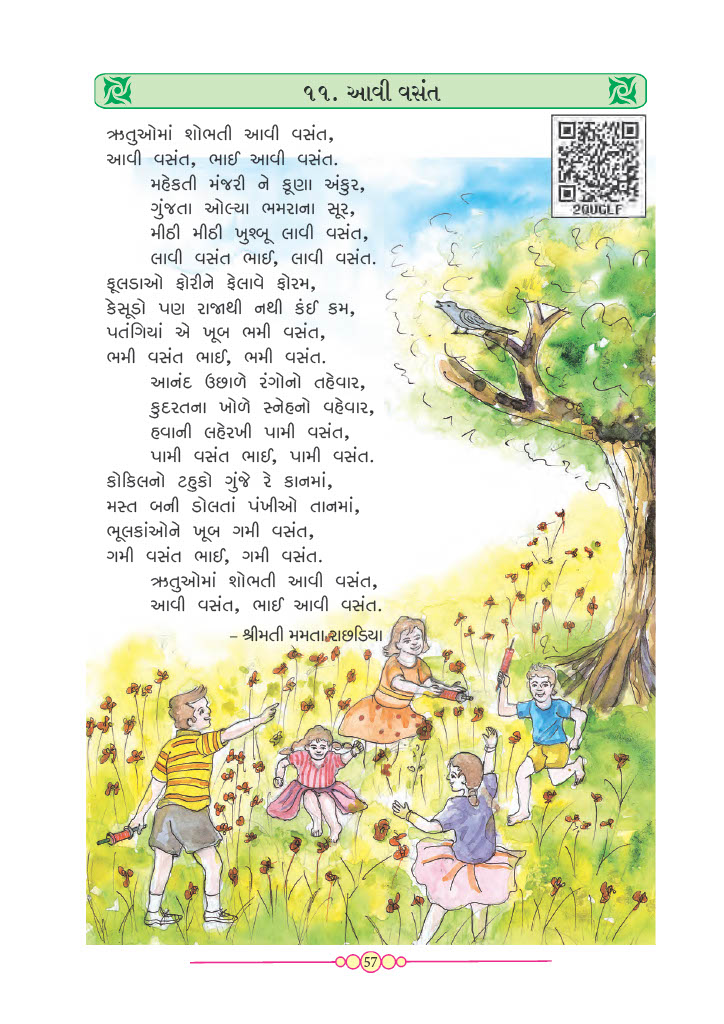 ૧૧. આવી વસંત
2QUGLF
ઋતુઓમાં શોભતી આવી વસંત,
આવી વસંત, ભાઈ આવી વસંત.
મહેકતી મંજરી ને કૂણા અંકુર,
ગુંજતા ઓલ્યા ભમરાના સૂર,
મીઠી મીઠી ખુશ્બૂ લાવી વસંત,
લાવી વસંત ભાઈ, લાવી વસંત.
ફૂલડાઓ ફોરીને ફેલાવે ફોરમ,
કેસૂડો પણ રાજાથી નથી કંઈ કમ,
પતંગિયાં એ ખૂબ ભમી વસંત,
ભમી વસંત ભાઈ, ભમી વસંત.
આનંદ ઉછાળે રંગોનો તહેવાર,
કુદરતના ખોળે સ્નેહનો વહેવાર,
હવાની લહેરખી પામી વસંત,
પામી વસંત ભાઈ, પામી વસંત.
કોકિલનો ટહુકો ગુંજે રે કાનમાં,
મસ્ત બની ડોલતાં પંખીઓ તાનમાં,
ભૂલકાંઓને ખૂબ ગમી વસંત,
ગમી વસંત ભાઈ, ગમી વસંત.
ઋતુઓમાં શોભતી આવી વસંત,
આવી વસંત, ભાઈ આવી વસંત.
– શ્રીમતી મમતા રાછડિયા
57